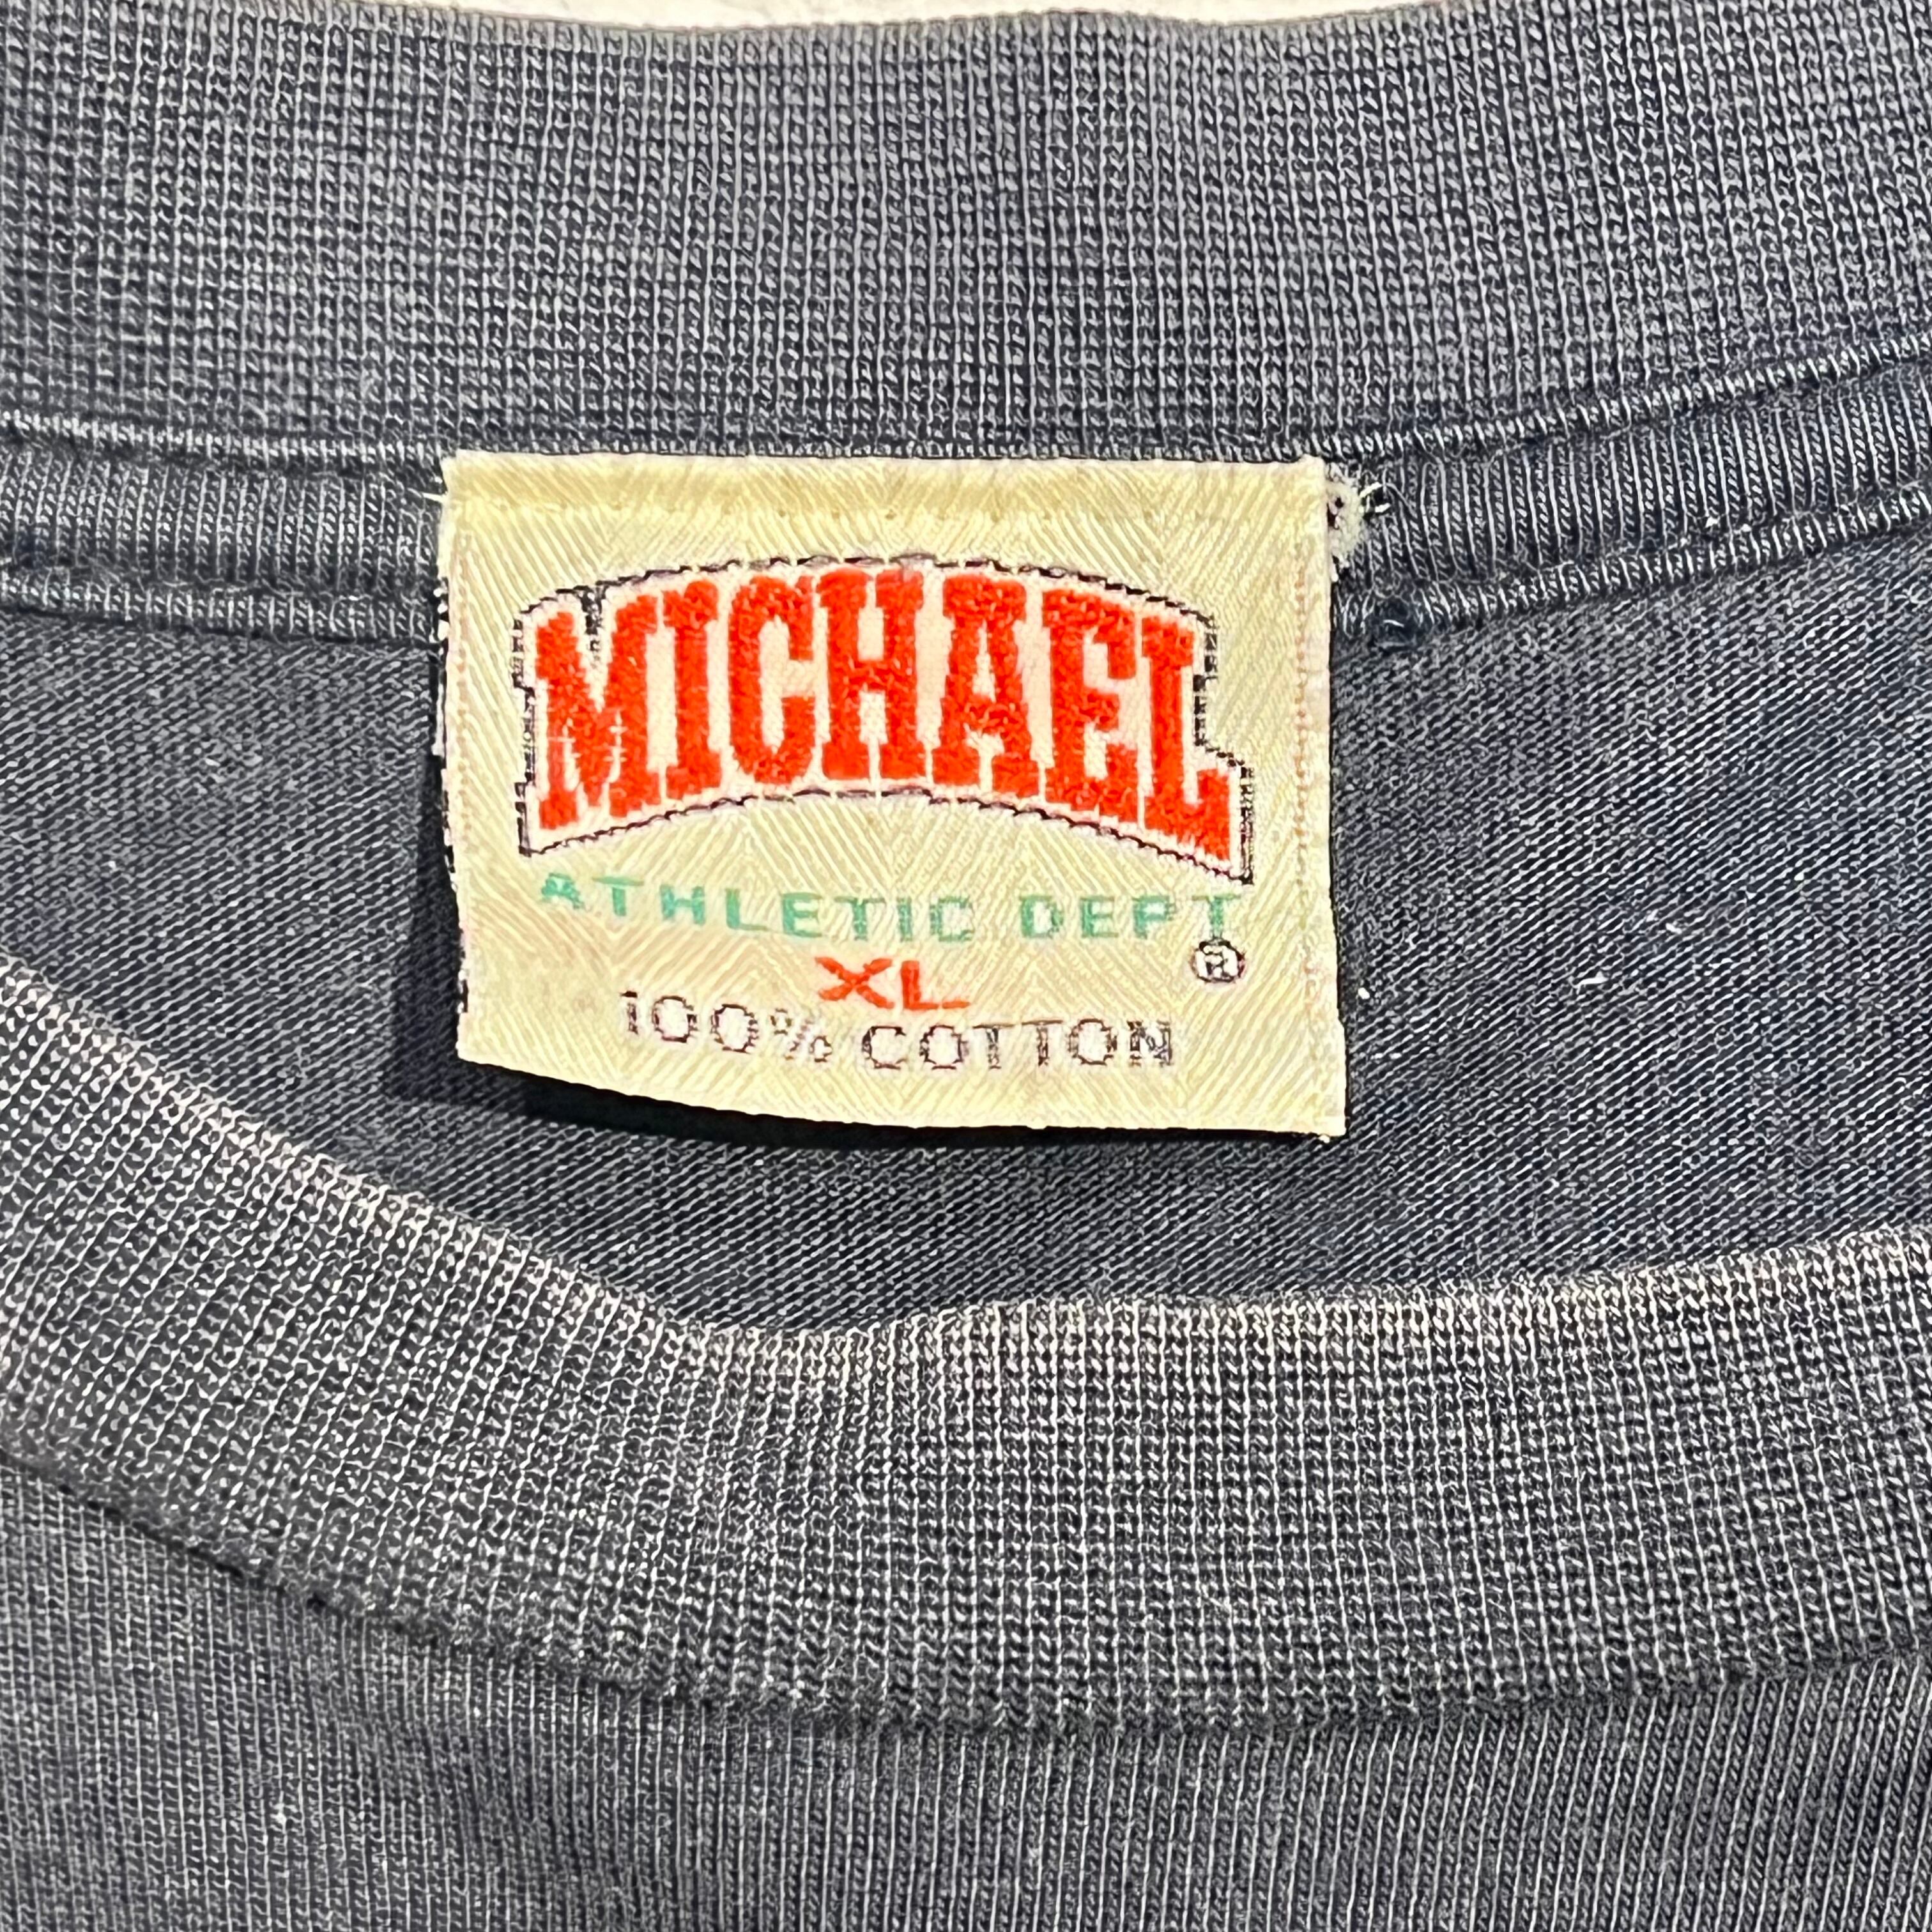 MICHAEL
ATHLETIC DEPT
®
XL
100% COTTON